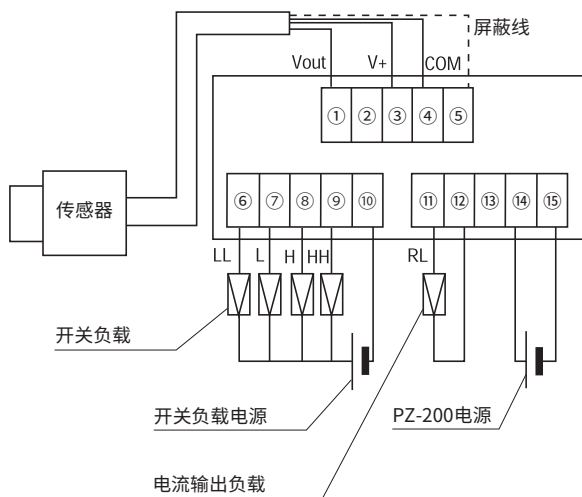 屏蔽线
Vout V+ COM
① ② ③ ④ ⑤
传感器
⑥ ⑦ ⑧ ⑨ ⑩ ⑪ ⑫ ⑬ ⑭ ⑮
LL L H HH RL
开关负载
开关负载电源 PZ-200电源
电流输出负载